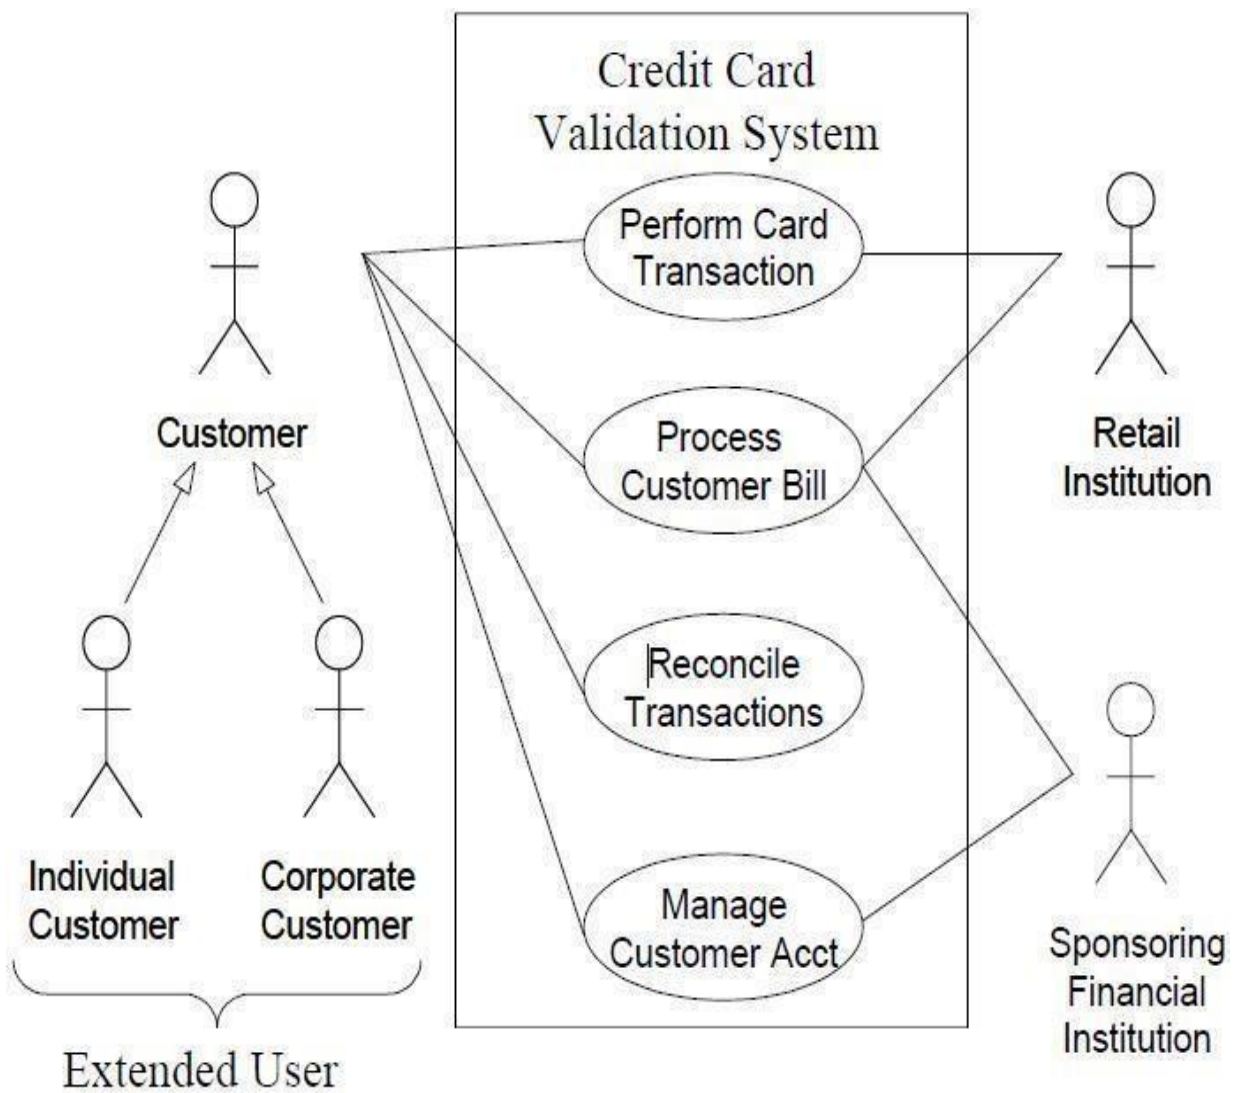 Credit Card
Validation System
Perform Card
Transaction
Customer
Process
Customer Bill
Retail
Institution
Reconcile
Transactions
Individual
Customer
Corporate
Customer
Manage
Customer Acct
Sponsoring
Financial
Institution
Extended User